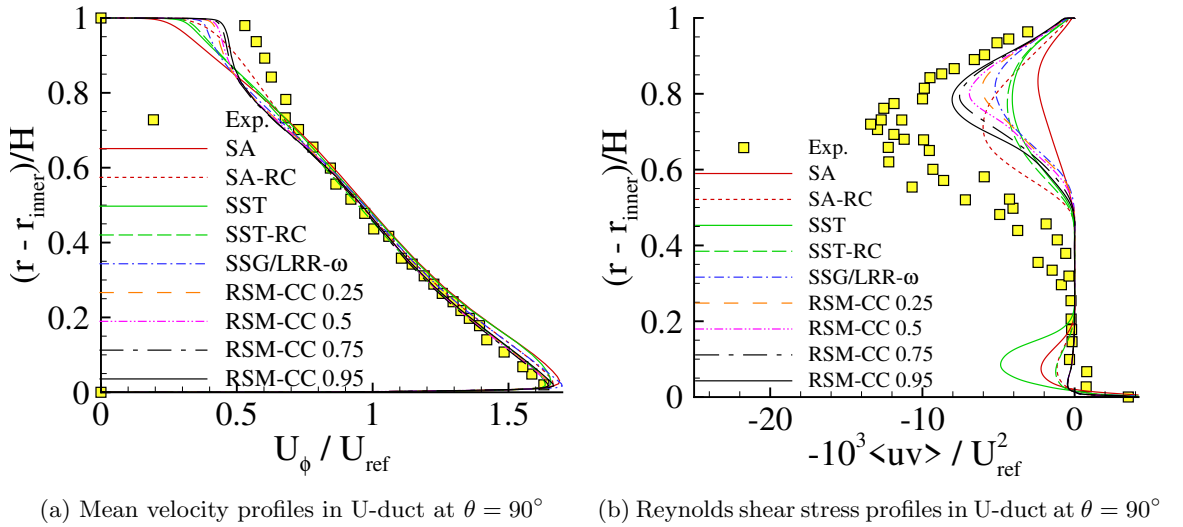 (r - r_inner)/H
1
0.8
0.6
0.4
0.2
0
Exp.
SA
SA-RC
SST
SST-RC
SSG/LRR-ω
RSM-CC 0.25
RSM-CC 0.5
RSM-CC 0.75
RSM-CC 0.95
0 0.5 1 1.5
U_ϕ / U_ref
(r - r_inner)/H
1
0.8
0.6
0.4
0.2
0
Exp.
SA
SA-RC
SST
SST-RC
SSG/LRR-ω
RSM-CC 0.25
RSM-CC 0.5
RSM-CC 0.75
RSM-CC 0.95
-20 -10 0
-10³<uv> / U²_ref
(a) Mean velocity profiles in U-duct at θ = 90°
(b) Reynolds shear stress profiles in U-duct at θ = 90°